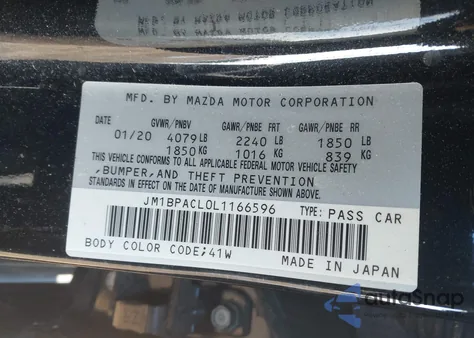 MFD. BY MAZDA MOTOR CORPORATION
DATE GVWR/PNBV GAWR/PNBE FRT GAWR/PNBE RR
01/20 4079 LB 2240 LB 1850 LB
1850 KG 1016 KG 839 KG
THIS VEHICLE CONFORMS TO ALL APPLICABLE FEDERAL MOTOR VEHICLE SAFETY
,BUMPER,AND THEFT PREVENTION
STANDARDS IN EFFECT ON THE DATE OF MANUFACTURE SHOWN ABOVE.
JM1BPACL0L1166596 TYPE: PASS CAR
BODY COLOR CODE;41W MADE IN JAPAN
autoSnap